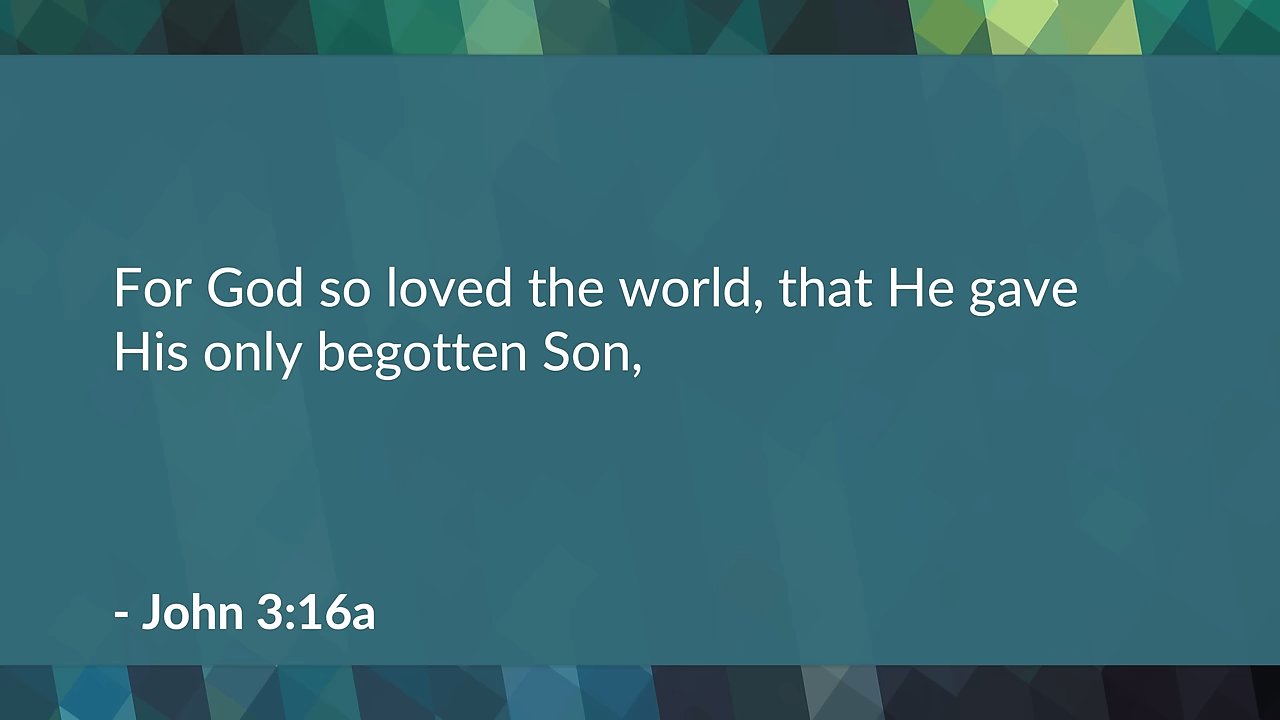 For God so loved the world, that He gave
His only begotten Son,
- John 3:16a